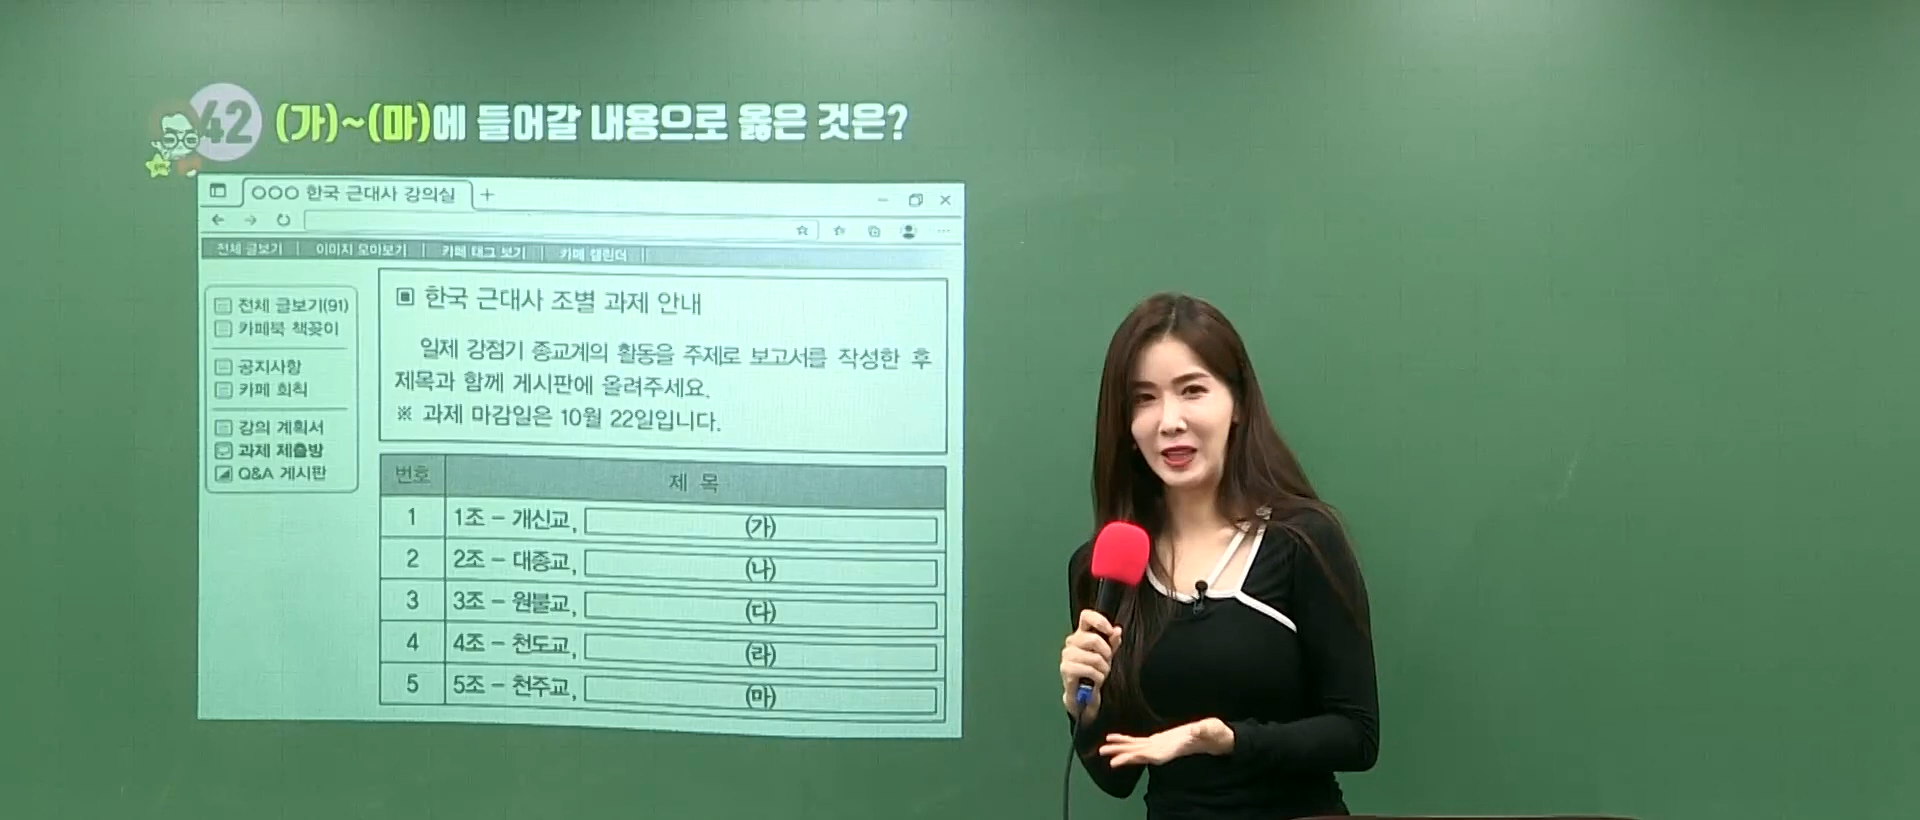 42 (가)~(마)에 들어갈 내용으로 옳은 것은?
○○○ 한국 근대사 강의실
전체 글보기 | 이미지 모아보기 | 카페 태그 보기 | 카페 캘린더
전체 글보기(91)
카페북 책꽂이
공지사항
카페 회칙
강의 계획서
과제 제출방
Q&A 게시판
▣ 한국 근대사 조별 과제 안내
일제 강점기 종교계의 활동을 주제로 보고서를 작성한 후
제목과 함께 게시판에 올려주세요.
※ 과제 마감일은 10월 22일입니다.
번호 제 목
1 1조 - 개신교, (가)
2 2조 - 대종교, (나)
3 3조 - 원불교, (다)
4 4조 - 천도교, (라)
5 5조 - 천주교, (마)